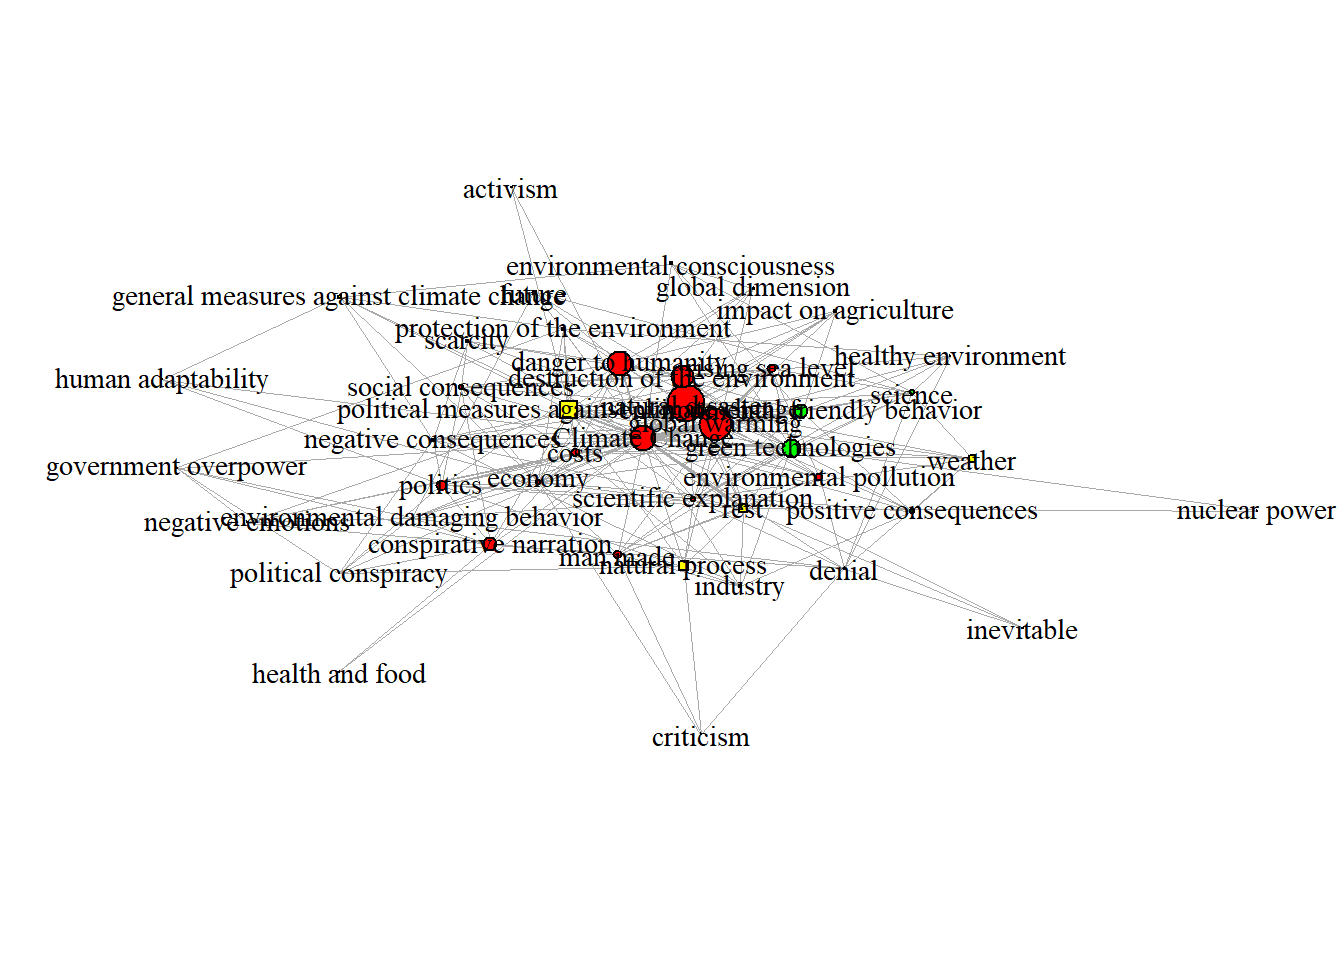 activism
environmental consciousness
global dimension
general measures against climate change
future
impact on agriculture
protection of the environment
scarcity
healthy environment
danger to humanity
rising sea level
human adaptability
destruction of the environment
social consequences
science
political measures against
friendly behavior
natural disaster
global warming
negative consequences
Climate Change
green technologies
costs
weather
government overpower
economy
environmental pollution
politics
scientific explanation
rest
positive consequences
nuclear power
negative emotions
environmental damaging behavior
conspirative narration
man made
natural process
denial
political conspiracy
industry
inevitable
health and food
criticism